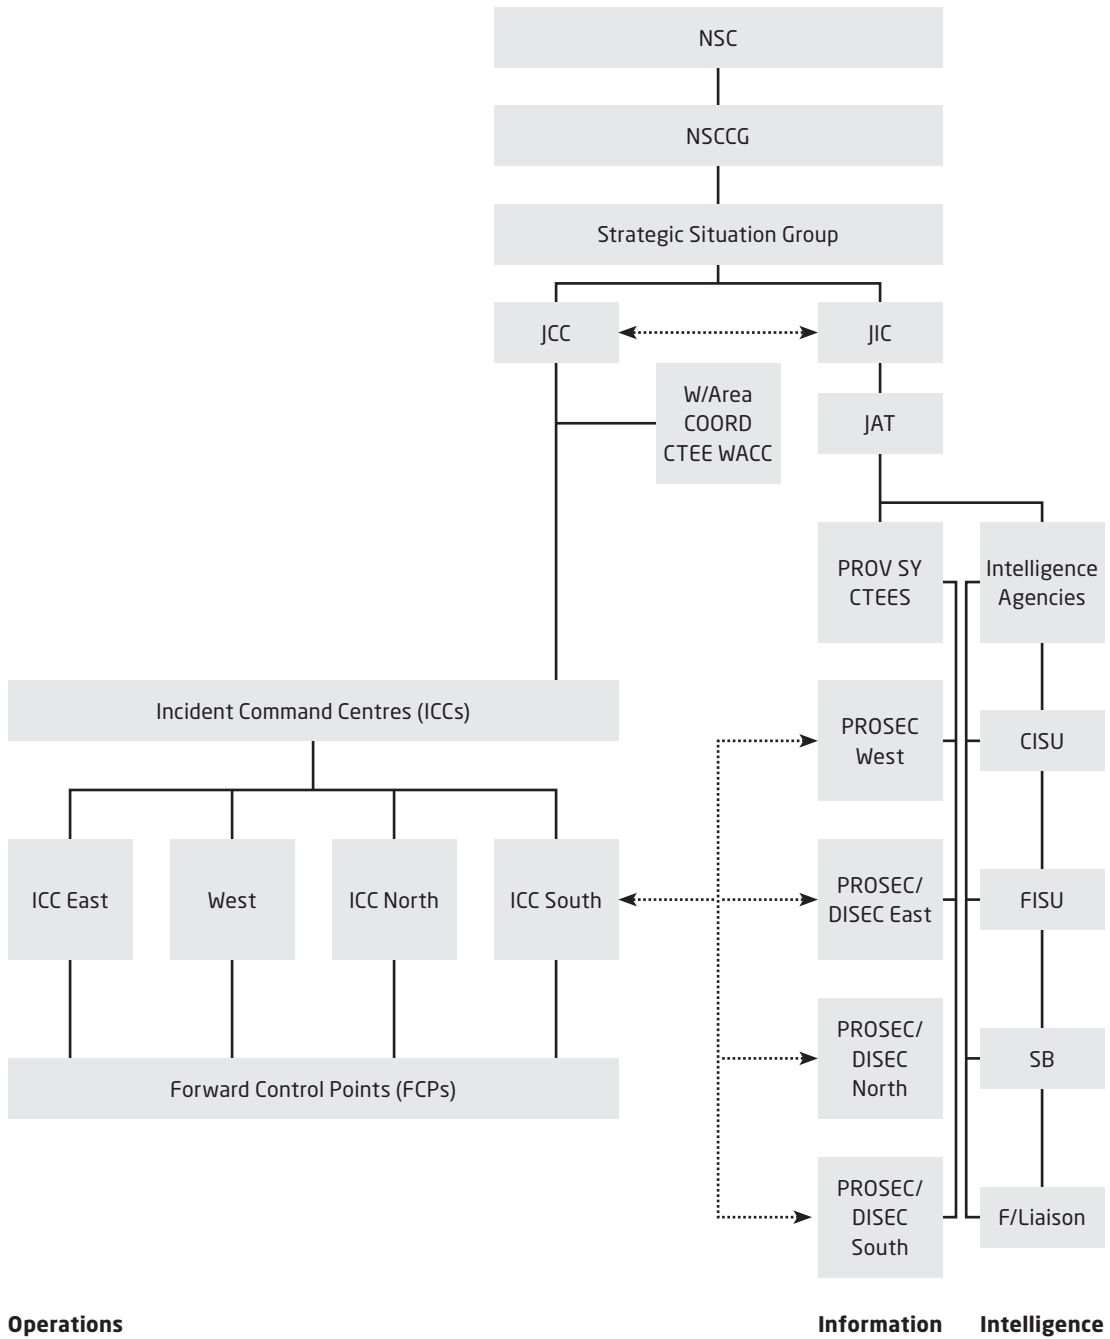 NSC
NSCCG
Strategic Situation Group
JCC
JIC
W/Area
COORD
CTEE WACC
JAT
PROV SY
CTEES
Intelligence
Agencies
Incident Command Centres (ICCs)
PROSEC
West
CISU
ICC East
West
ICC North
ICC South
PROSEC/
DISEC East
FISU
PROSEC/
DISEC
North
SB
Forward Control Points (FCPs)
PROSEC/
DISEC
South
F/Liaison
Operations
Information
Intelligence